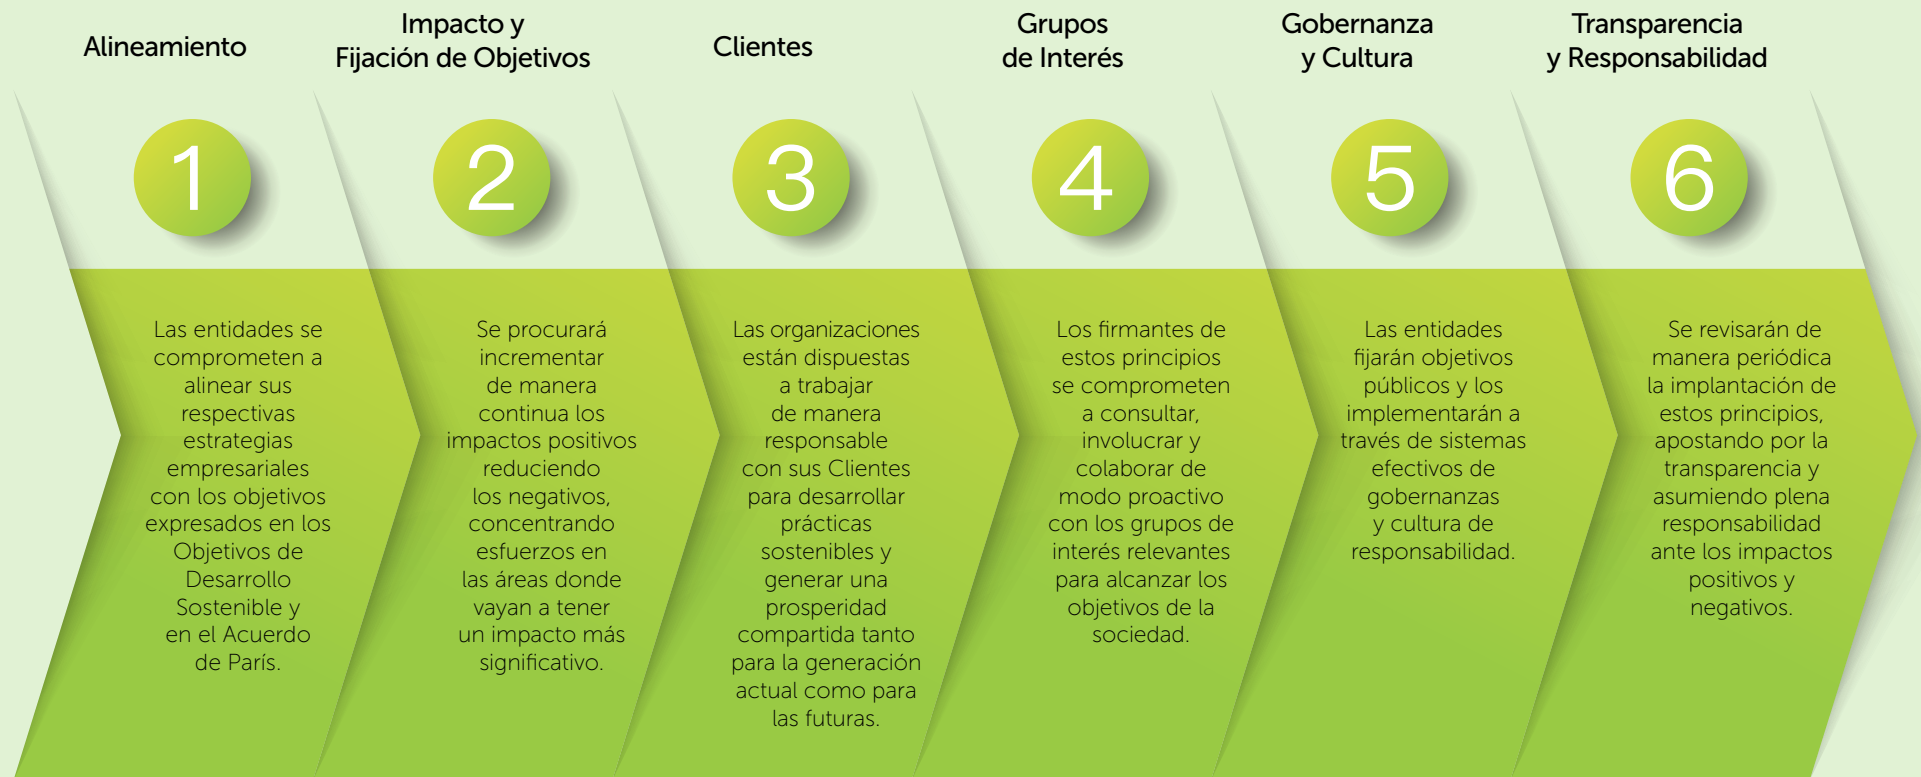 Alineamiento
1
Las entidades se
comprometen a
alinear sus
respectivas
estrategias
empresariales
con los objetivos
expresados en los
Objetivos de
Desarrollo
Sostenible y
en el Acuerdo
de París.
Impacto y
Fijación de Objetivos
2
Se procurará
incrementar
de manera
continua los
impactos positivos
reduciendo
los negativos,
concentrando
esfuerzos en
las áreas donde
vayan a tener
un impacto más
significativo.
Clientes
3
Las organizaciones
están dispuestas
a trabajar
de manera
responsable
con sus Clientes
para desarrollar
prácticas
sostenibles y
generar una
prosperidad
compartida tanto
para la generación
actual como para
las futuras.
Grupos
de Interés
4
Los firmantes de
estos principios
se comprometen
a consultar,
involucrar y
colaborar de
modo proactivo
con los grupos de
interés relevantes
para alcanzar los
objetivos de la
sociedad.
Gobernanza
y Cultura
5
Las entidades
fijarán objetivos
públicos y los
implementarán a
través de sistemas
efectivos de
gobernanzas
y cultura de
responsabilidad.
Transparencia
y Responsabilidad
6
Se revisarán de
manera periódica
la implantación de
estos principios,
apostando por la
transparencia y
asumiendo plena
responsabilidad
ante los impactos
positivos y
negativos.